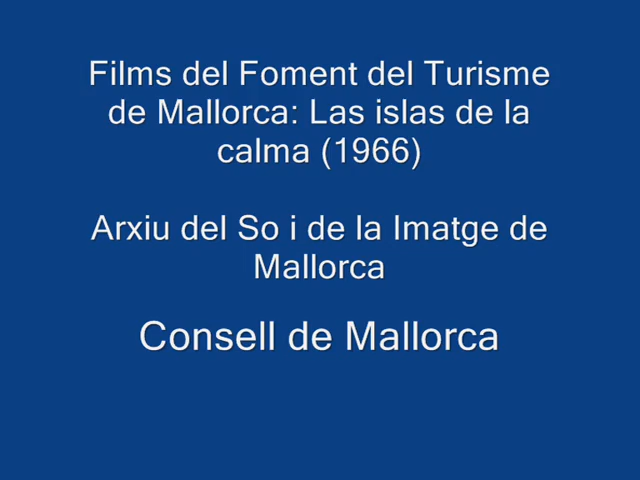 Films del Foment del Turisme
de Mallorca: Las islas de la
calma (1966)
Arxiu del So i de la Imatge de
Mallorca
Consell de Mallorca